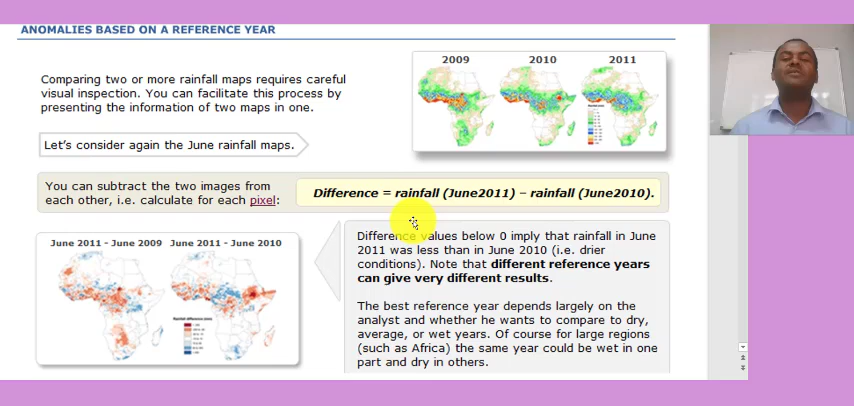 ANOMALIES BASED ON A REFERENCE YEAR
Comparing two or more rainfall maps requires careful
visual inspection. You can facilitate this process by
presenting the information of two maps in one.
2009 2010 2011
Let's consider again the June rainfall maps.
You can subtract the two images from
each other, i.e. calculate for each pixel:
Difference = rainfall (June2011) – rainfall (June2010).
June 2011 - June 2009 June 2011 - June 2010
Rainfall difference (mm)
Difference values below 0 imply that rainfall in June
2011 was less than in June 2010 (i.e. drier
conditions). Note that different reference years
can give very different results.
The best reference year depends largely on the
analyst and whether he wants to compare to dry,
average, or wet years. Of course for large regions
(such as Africa) the same year could be wet in one
part and dry in others.